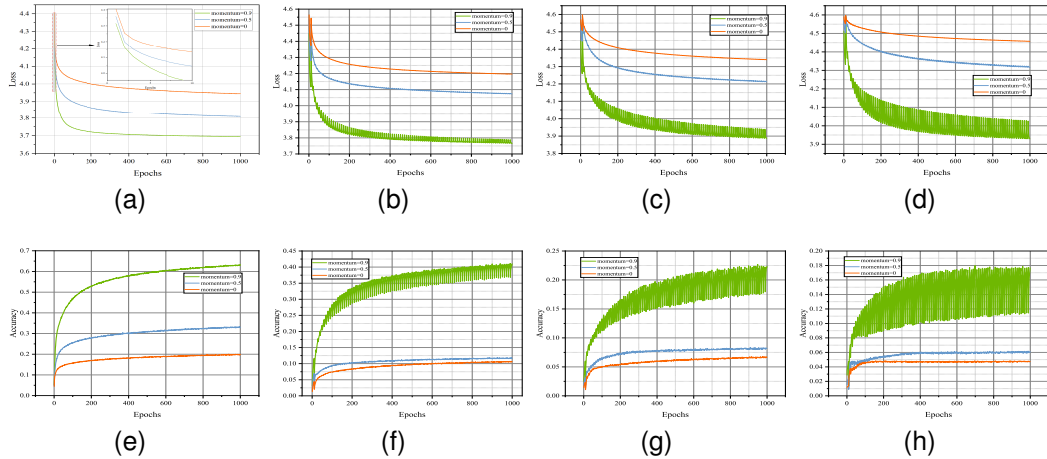 momentum=0.9
momentum=0.5
momentum=0
Epochs
4.4
4.3
4.2
4.1
4.0
3.9
3.8
3.7
3.6
Loss
0 200 400 600 800 1000
Epochs
(a)
momentum=0.9
momentum=0.5
momentum=0
4.6
4.5
4.4
4.3
4.2
4.1
4.0
3.9
3.8
3.7
3.6
Loss
0 200 400 600 800 1000
Epochs
(b)
momentum=0.9
momentum=0.5
momentum=0
4.6
4.5
4.4
4.3
4.2
4.1
4.0
3.9
3.8
Loss
0 200 400 600 800 1000
Epochs
(c)
momentum=0.9
momentum=0.5
momentum=0
4.6
4.5
4.4
4.3
4.2
4.1
4.0
3.9
Loss
0 200 400 600 800 1000
Epochs
(d)
momentum=0.9
momentum=0.5
momentum=0
0.7
0.6
0.5
0.4
0.3
0.2
0.1
0.0
Accuracy
0 200 400 600 800 1000
Epochs
(e)
momentum=0.9
momentum=0.5
momentum=0
0.45
0.40
0.35
0.30
0.25
0.20
0.15
0.10
0.05
0.00
Accuracy
0 200 400 600 800 1000
Epochs
(f)
momentum=0.9
momentum=0.5
momentum=0
0.25
0.20
0.15
0.10
0.05
0.00
Accuracy
0 200 400 600 800 1000
Epochs
(g)
momentum=0.9
momentum=0.5
momentum=0
0.20
0.18
0.16
0.14
0.12
0.10
0.08
0.06
0.04
0.02
0.00
Accuracy
0 200 400 600 800 1000
Epochs
(h)